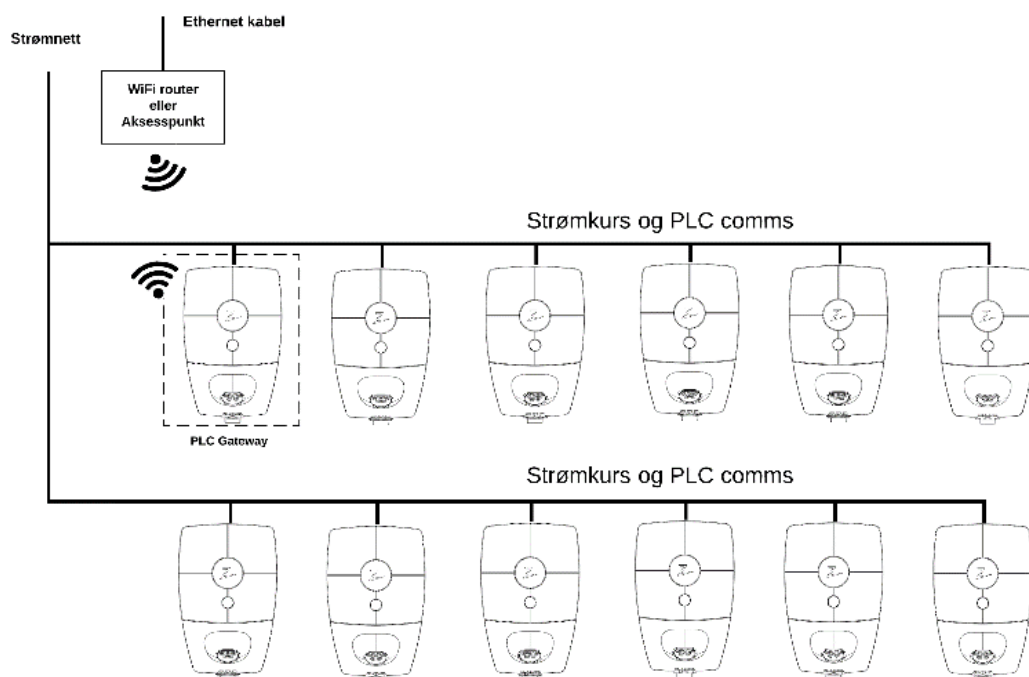 Ethernet kabel
Strømnett
WiFi router
eller
Aksesspunkt
Strømkurs og PLC comms
PLC Gateway
Strømkurs og PLC comms